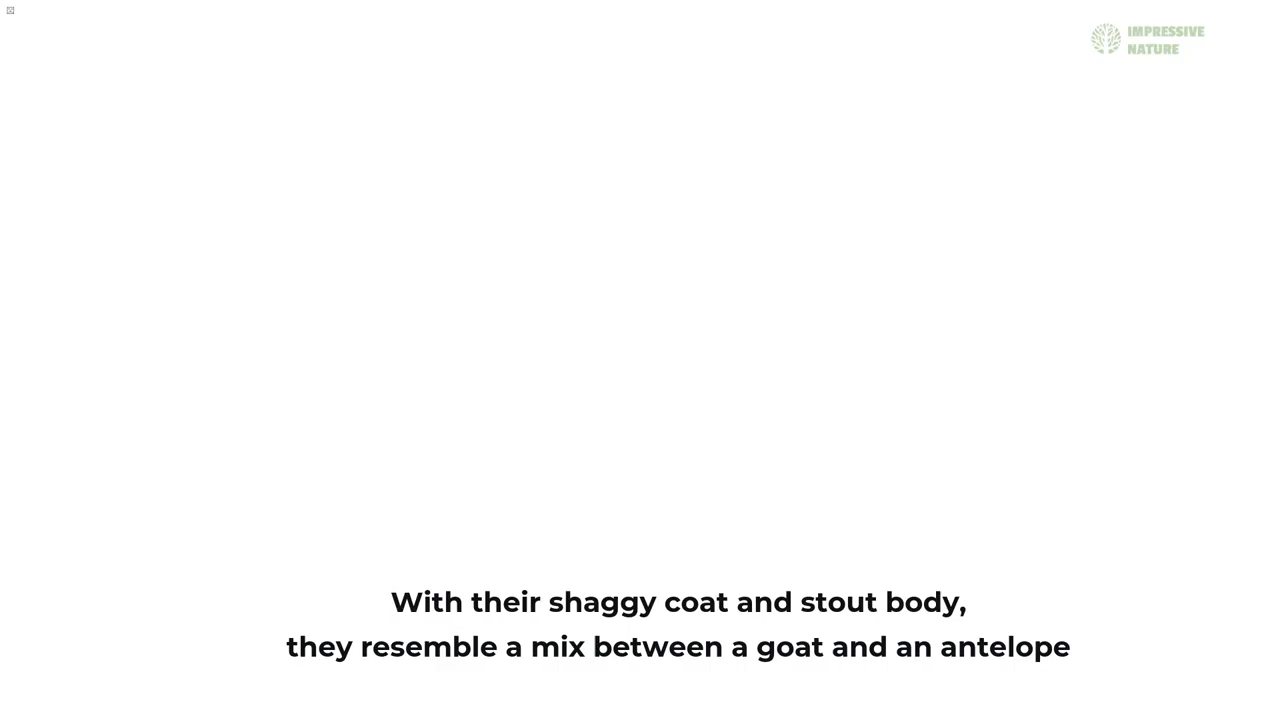 IMPRESSIVE
NATURE
With their shaggy coat and stout body,
they resemble a mix between a goat and an antelope